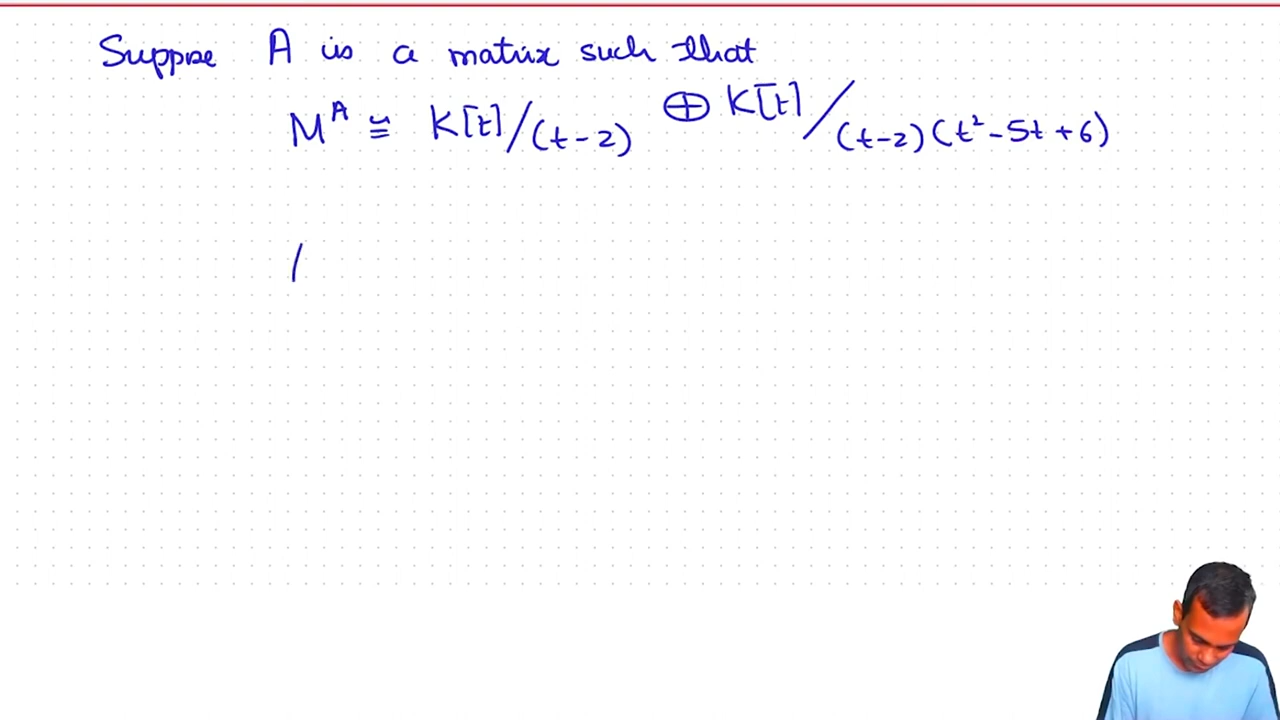 Suppose A is a matrix such that
M^A ≅ K[t]/(t-2) ⊕ K[t]/(t-2)(t²-5t+6)